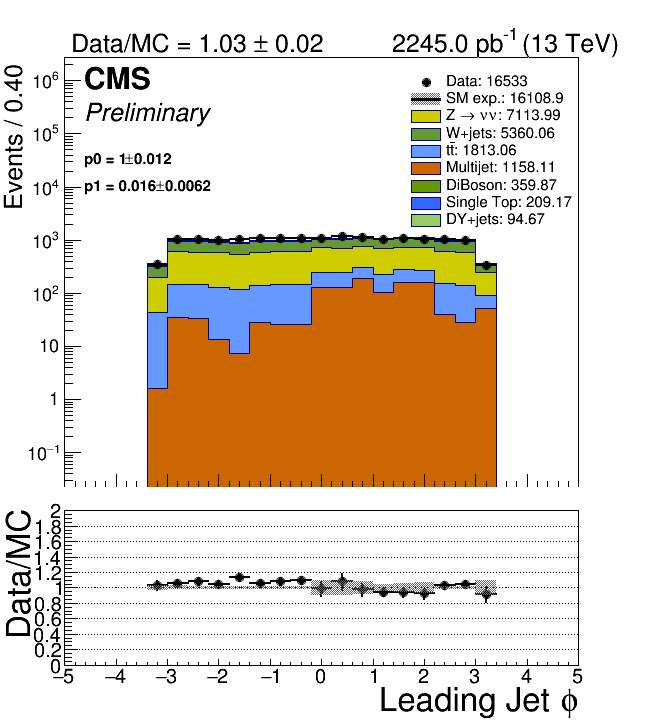 Data/MC = 1.03 ± 0.02 2245.0 pb⁻¹ (13 TeV)
CMS
Preliminary
p0 = 1±0.012
p1 = 0.016±0.0062
Data: 16533
SM exp.: 16108.9
Z → νν: 7113.99
W+jets: 5360.06
tt̄: 1813.06
Multijet: 1158.11
DiBoson: 359.87
Single Top: 209.17
DY+jets: 94.67
Events / 0.40
10⁶
10⁵
10⁴
10³
10²
10
1
10⁻¹
Data/MC
2
1.8
1.6
1.4
1.2
1
0.8
0.6
0.4
0.2
0
−5 −4 −3 −2 −1 0 1 2 3 4 5
Leading Jet ϕ